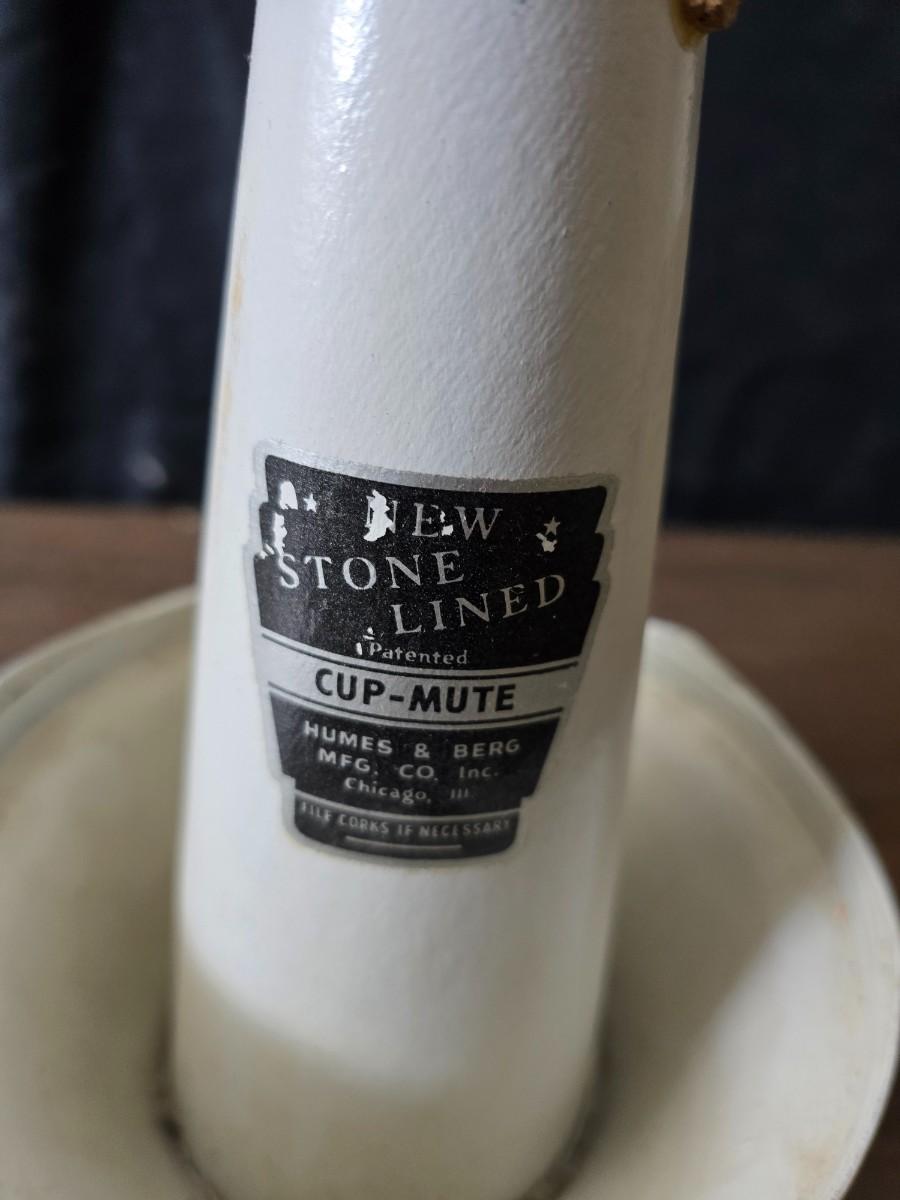 NEW
STONE
LINED
Patented
CUP-MUTE
HUMES & BERG
MFG. CO. Inc.
Chicago, Ill.
FILE CORKS IF NECESSARY